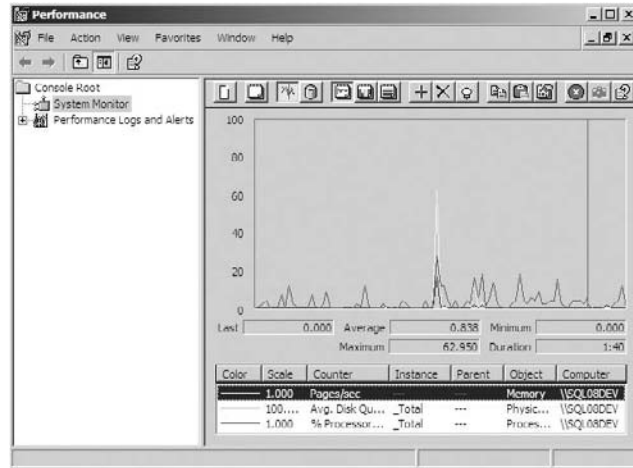 Performance
File Action View Favorites Window Help
Console Root
System Monitor
Performance Logs and Alerts
100
80
60
40
20
0
Last 0.000 Average 0.838 Minimum 0.000
Maximum 62.950 Duration 1:40
Color Scale Counter Instance Parent Object Computer
1.000 Pages/sec --- --- Memory \\SQL08DEV
100.... Avg. Disk Qu... _Total --- Physic... \\SQL08DEV
1.000 % Processor... _Total --- Proces... \\SQL08DEV